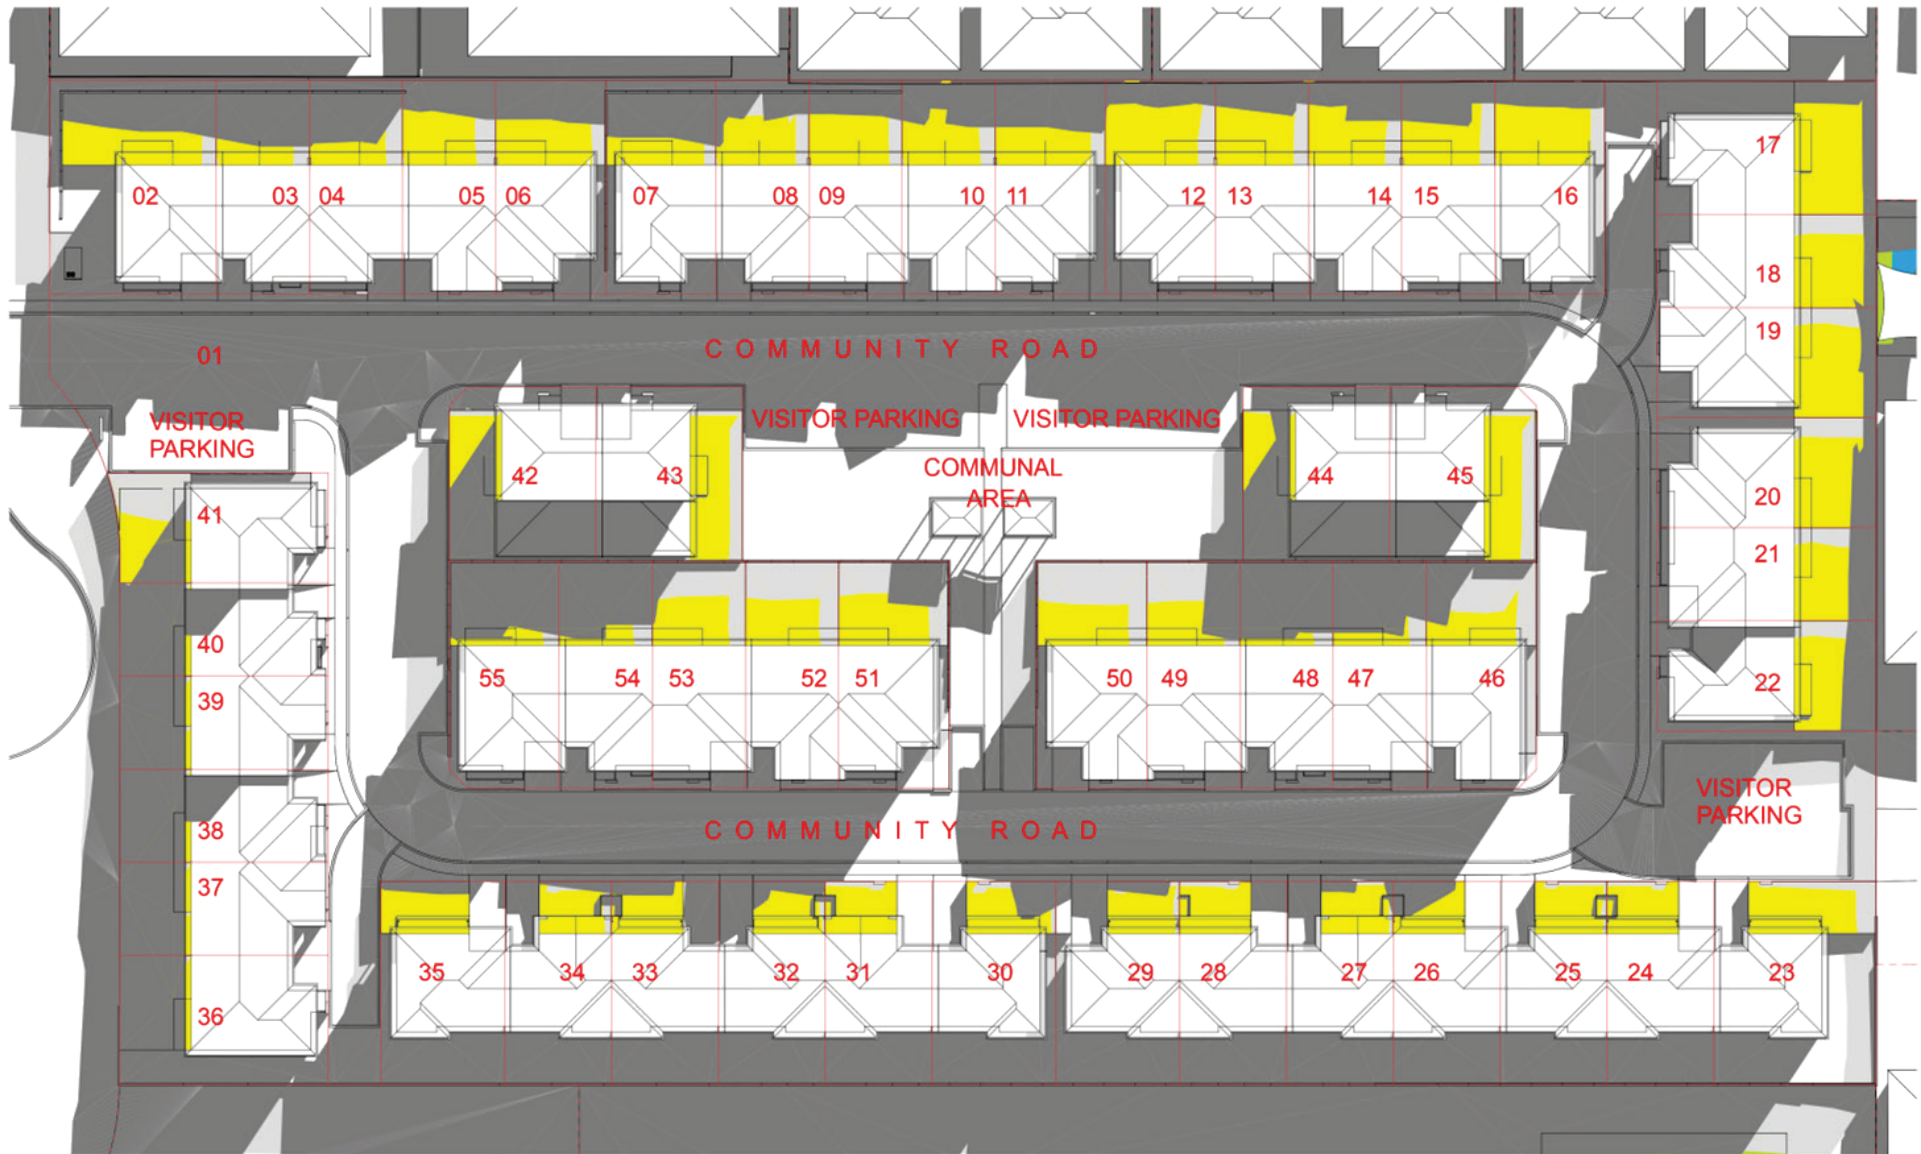 02 03 04 05 06 07 08 09 10 11 12 13 14 15 16 17
18
19
01
COMMUNITY ROAD
VISITOR
PARKING
VISITOR PARKING
VISITOR PARKING
COMMUNAL
AREA
42 43
44 45
41
20
21
40
39
55 54 53 52 51
50 49 48 47 46
22
VISITOR
PARKING
COMMUNITY ROAD
38
37
36
35 34 33 32 31 30 29 28 27 26 25 24 23